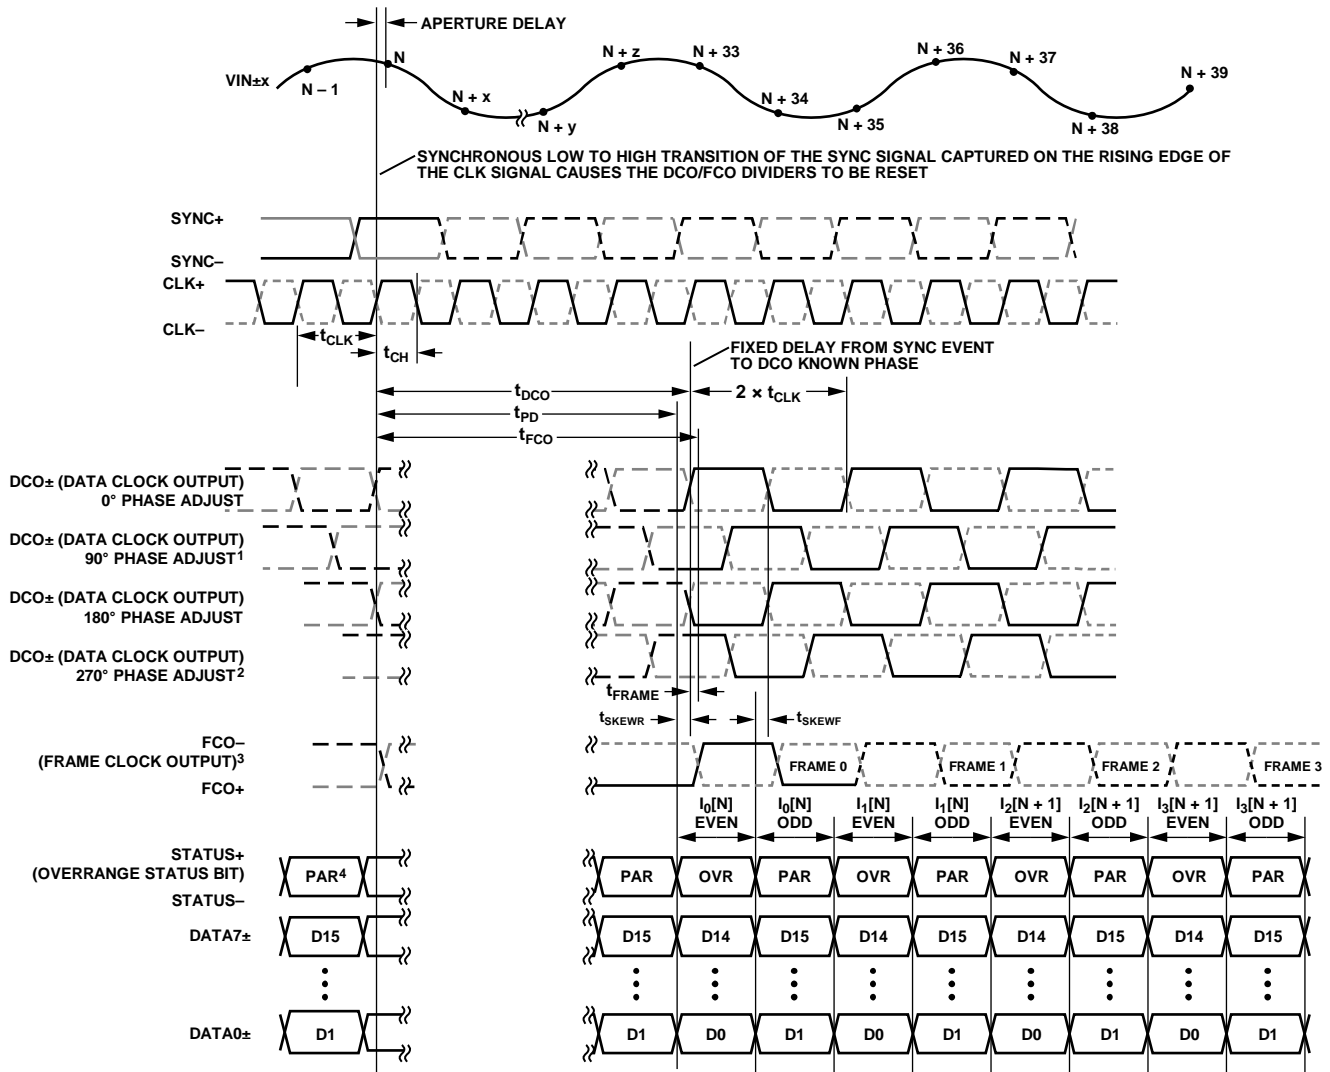 APERTURE DELAY
VIN±x
N – 1
N
N + x
N + y
N + z
N + 33
N + 34
N + 35
N + 36
N + 37
N + 38
N + 39
SYNCHRONOUS LOW TO HIGH TRANSITION OF THE SYNC SIGNAL CAPTURED ON THE RISING EDGE OF
THE CLK SIGNAL CAUSES THE DCO/FCO DIVIDERS TO BE RESET
SYNC+
SYNC–
CLK+
CLK–
tCLK
tCH
FIXED DELAY FROM SYNC EVENT
TO DCO KNOWN PHASE
tDCO
2 × tCLK
tPD
tFCO
DCO± (DATA CLOCK OUTPUT)
0° PHASE ADJUST
DCO± (DATA CLOCK OUTPUT)
90° PHASE ADJUST1
DCO± (DATA CLOCK OUTPUT)
180° PHASE ADJUST
DCO± (DATA CLOCK OUTPUT)
270° PHASE ADJUST2
tFRAME
tSKEWR
tSKEWF
FCO–
(FRAME CLOCK OUTPUT)3
FCO+
FRAME 0
FRAME 1
FRAME 2
FRAME 3
I0[N] EVEN
I0[N] ODD
I1[N] EVEN
I1[N] ODD
I2[N + 1] EVEN
I2[N + 1] ODD
I3[N + 1] EVEN
I3[N + 1] ODD
STATUS+
(OVERRANGE STATUS BIT)
STATUS–
PAR4 PAR OVR PAR OVR PAR OVR PAR OVR PAR
DATA7± D15 D15 D14 D15 D14 D15 D14 D15 D14 D15
DATA0± D1 D1 D0 D1 D0 D1 D0 D1 D0 D1